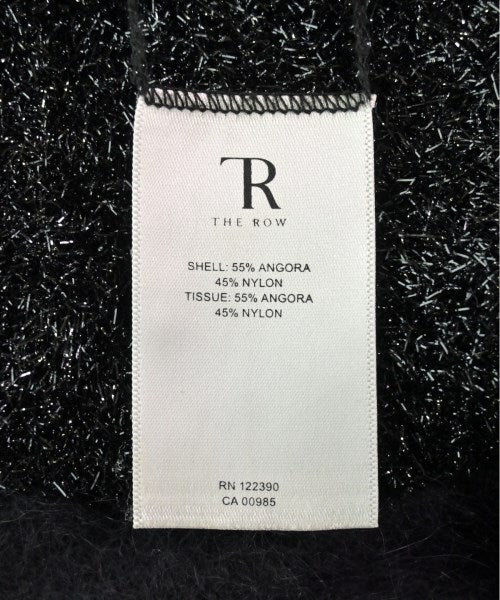 TR
THE ROW
SHELL: 55% ANGORA
45% NYLON
TISSUE: 55% ANGORA
45% NYLON
RN 122390
CA 00985